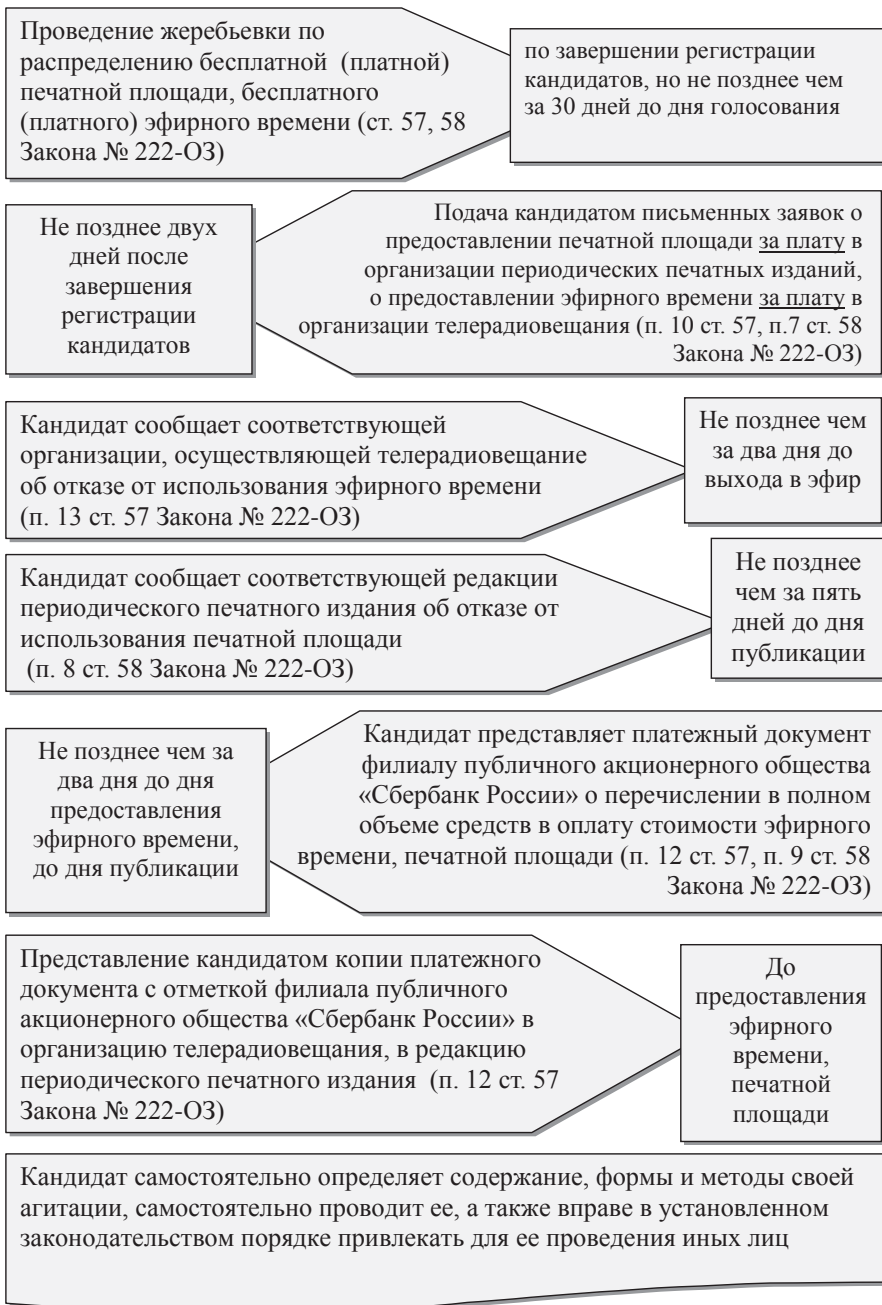 Проведение жеребьевки по
распределению бесплатной (платной)
печатной площади, бесплатного
(платного) эфирного времени (ст. 57, 58
Закона № 222-ОЗ)
по завершении регистрации
кандидатов, но не позднее чем
за 30 дней до дня голосования
Не позднее двух
дней после
завершения
регистрации
кандидатов
Подача кандидатом письменных заявок о
предоставлении печатной площади за плату в
организации периодических печатных изданий,
о предоставлении эфирного времени за плату в
организации телерадиовещания (п. 10 ст. 57, п.7 ст. 58
Закона № 222-ОЗ)
Кандидат сообщает соответствующей
организации, осуществляющей телерадиовещание
об отказе от использования эфирного времени
(п. 13 ст. 57 Закона № 222-ОЗ)
Не позднее чем
за два дня до
выхода в эфир
Кандидат сообщает соответствующей редакции
периодического печатного издания об отказе от
использования печатной площади
(п. 8 ст. 58 Закона № 222-ОЗ)
Не позднее
чем за пять
дней до дня
публикации
Не позднее чем за
два дня до дня
предоставления
эфирного времени,
до дня публикации
Кандидат представляет платежный документ
филиалу публичного акционерного общества
«Сбербанк России» о перечислении в полном
объеме средств в оплату стоимости эфирного
времени, печатной площади (п. 12 ст. 57, п. 9 ст. 58
Закона № 222-ОЗ)
Представление кандидатом копии платежного
документа с отметкой филиала публичного
акционерного общества «Сбербанк России» в
организацию телерадиовещания, в редакцию
периодического печатного издания (п. 12 ст. 57
Закона № 222-ОЗ)
До
предоставления
эфирного
времени,
печатной
площади
Кандидат самостоятельно определяет содержание, формы и методы своей
агитации, самостоятельно проводит ее, а также вправе в установленном
законодательством порядке привлекать для ее проведения иных лиц